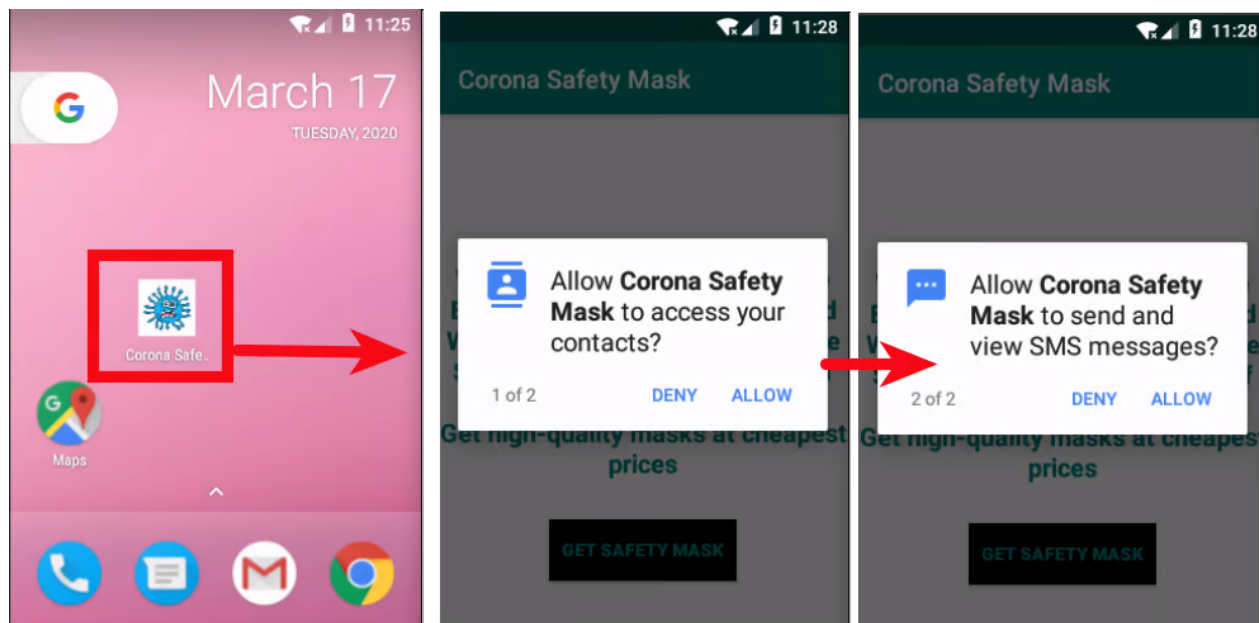 11:25
March 17
TUESDAY, 2020
G
Corona Safe..
G
Maps
11:28
Corona Safety Mask
Allow Corona Safety
Mask to access your
contacts?
1 of 2
DENY
ALLOW
Get high-quality masks at cheapest
prices
GET SAFETY MASK
11:28
Corona Safety Mask
Allow Corona Safety
Mask to send and
view SMS messages?
2 of 2
DENY
ALLOW
Get high-quality masks at cheapes
prices
GET SAFETY MASK